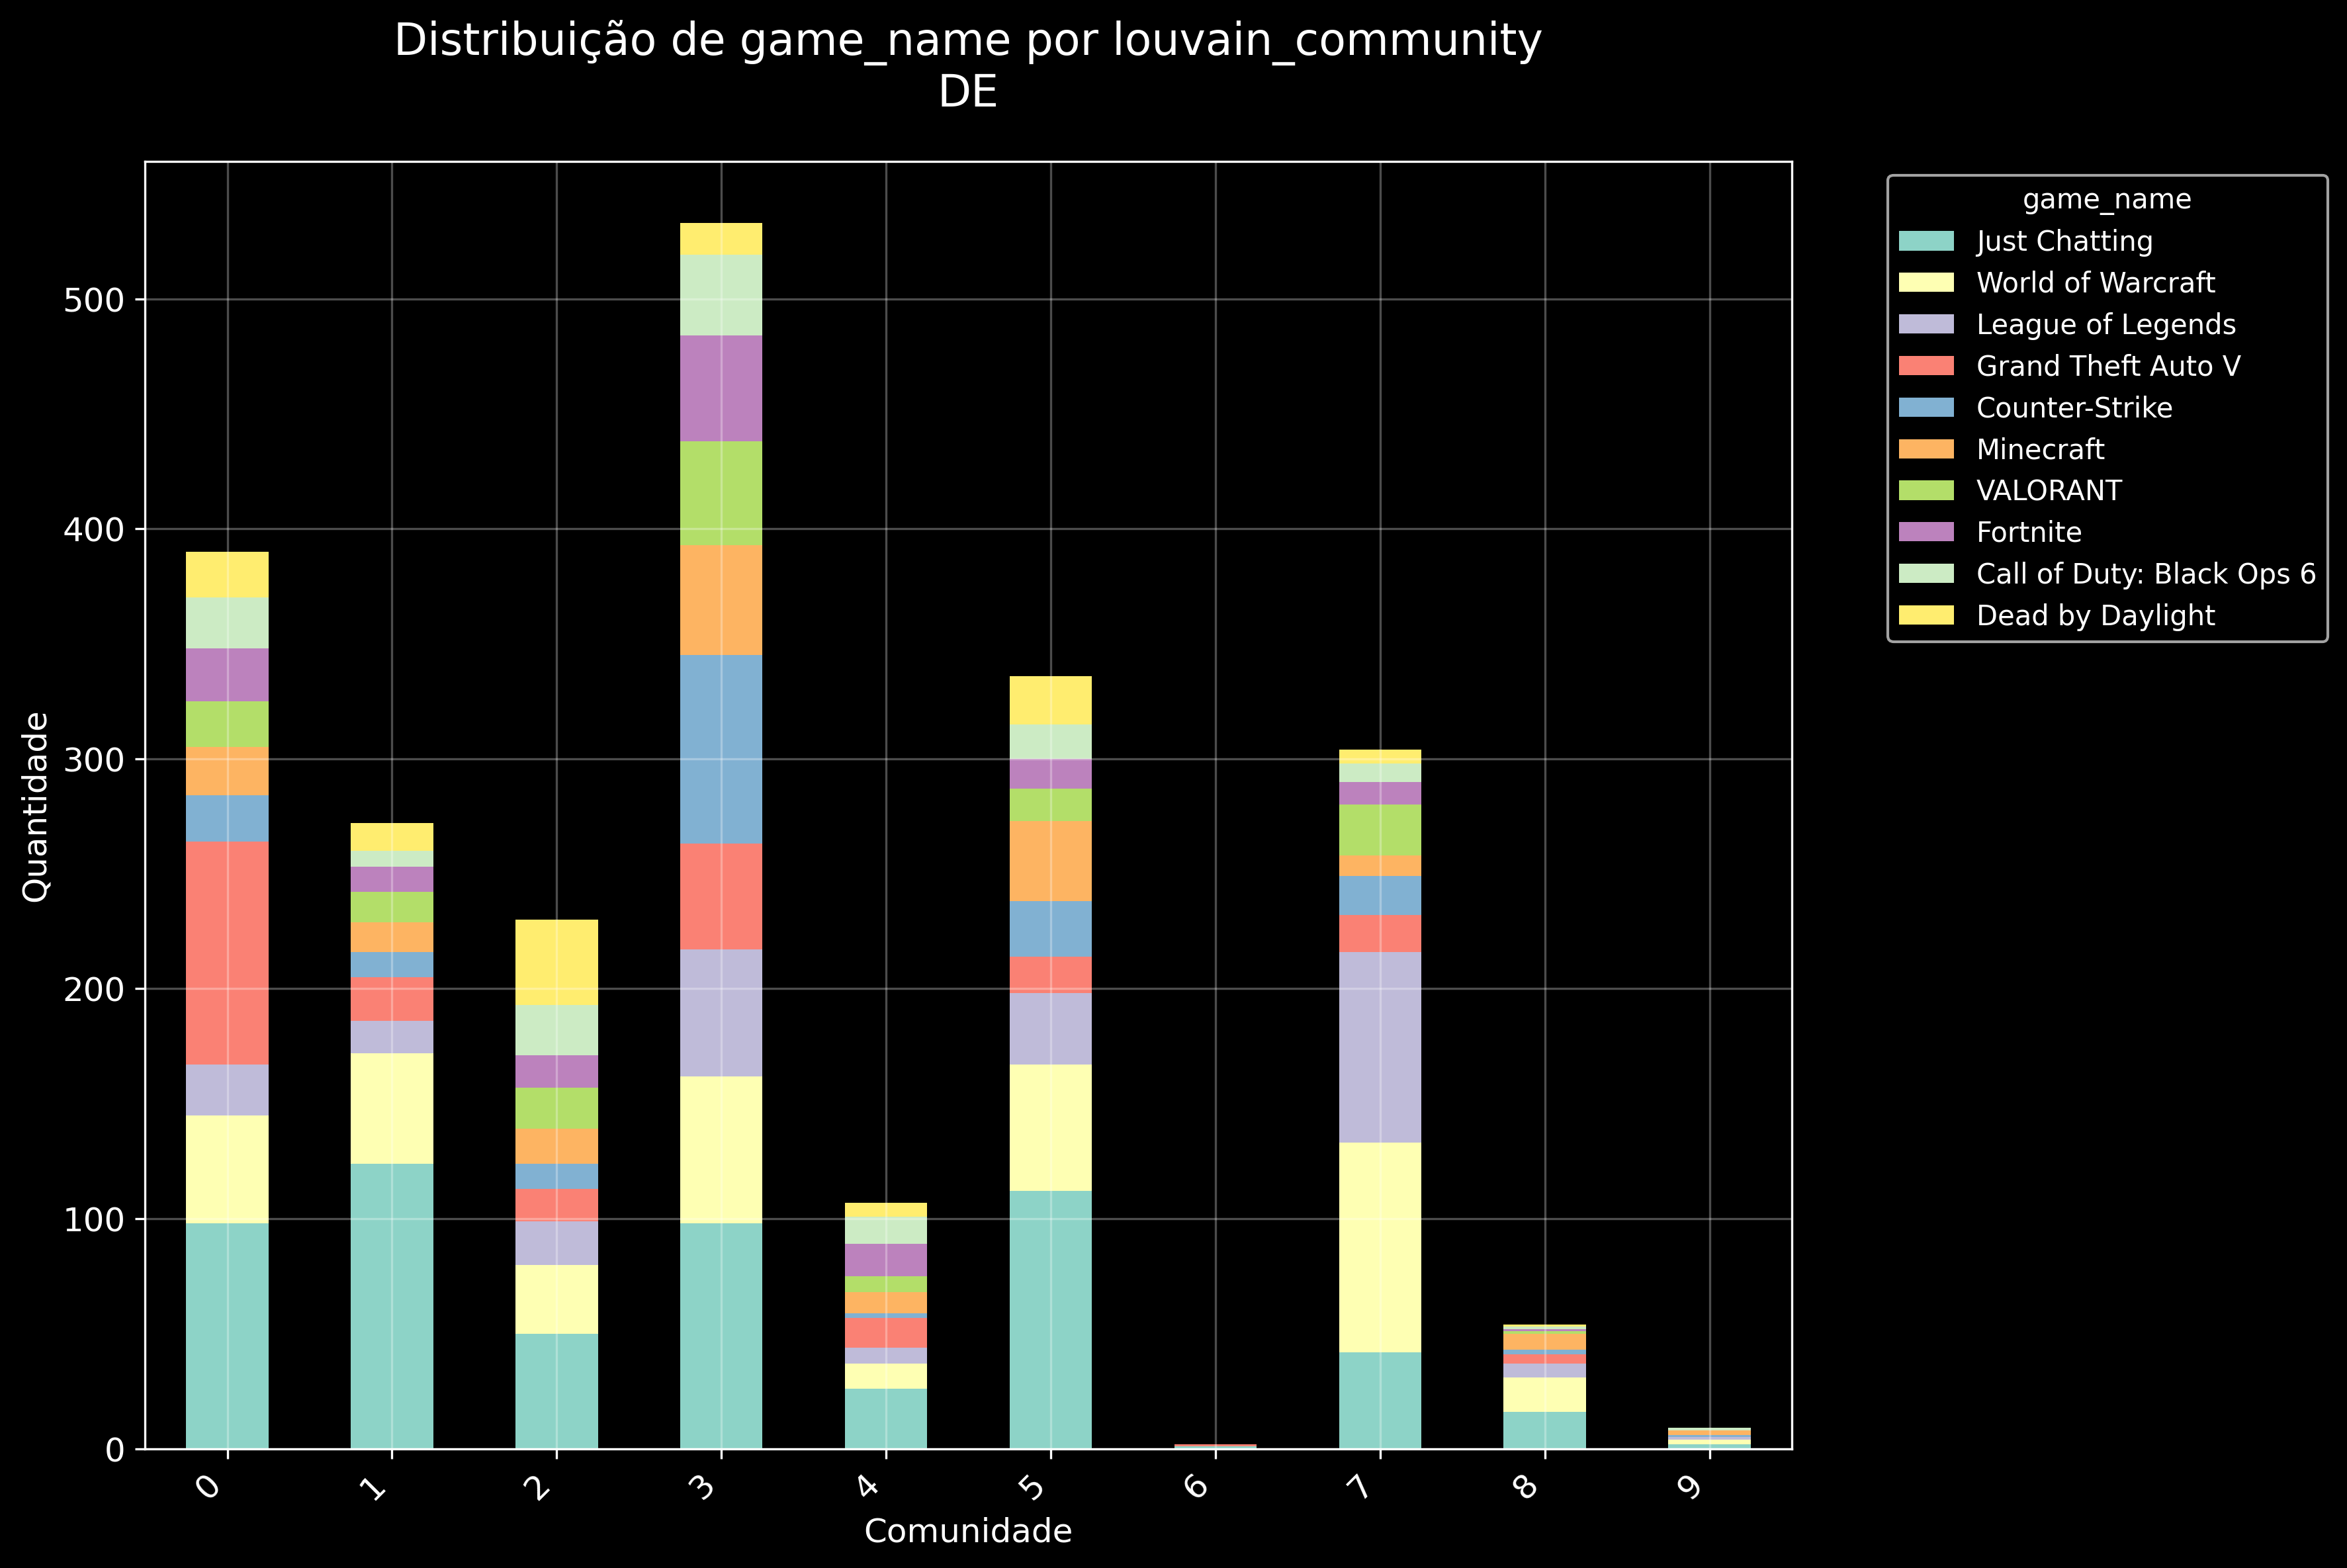 Distribuição de game_name por louvain_community
DE
game_name
Just Chatting
World of Warcraft
League of Legends
Grand Theft Auto V
Counter-Strike
Minecraft
VALORANT
Fortnite
Call of Duty: Black Ops 6
Dead by Daylight
Quantidade
500
400
300
200
100
0
0 1 2 3 4 5 6 7 8 9
Comunidade